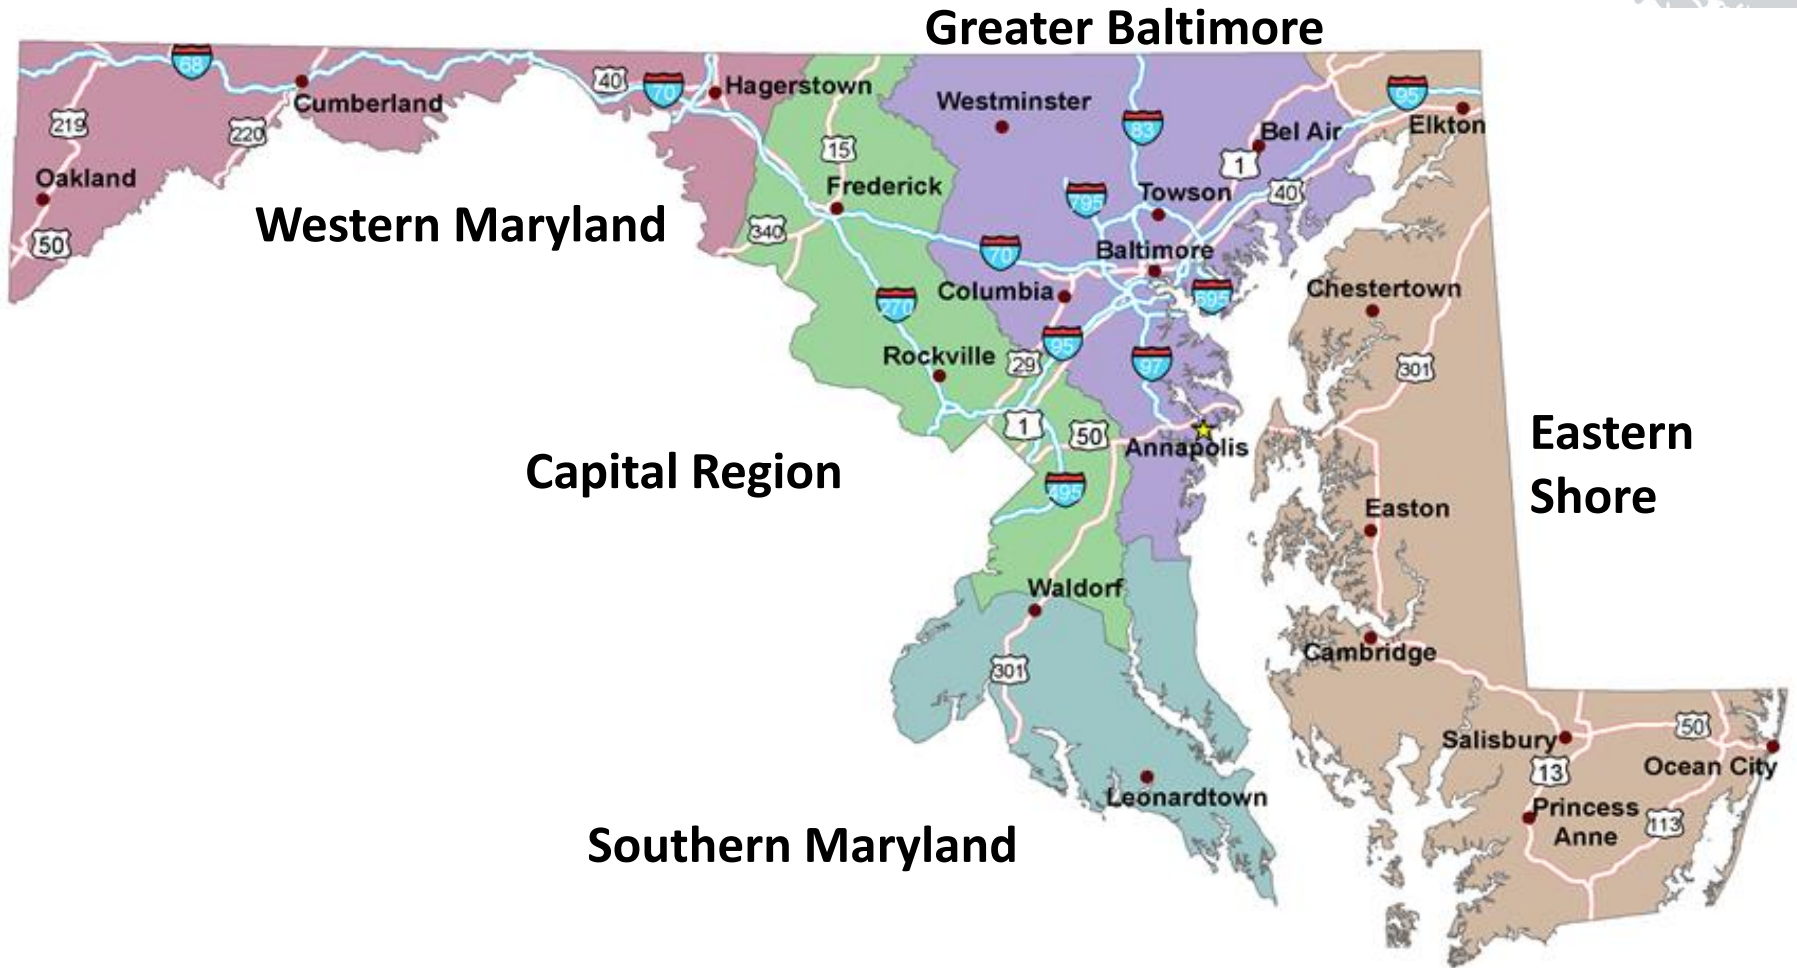 Greater Baltimore
68
40
70
Hagerstown
Cumberland
219
220
Oakland
50
Western Maryland
15
Frederick
340
Westminster
83
95
Elkton
Bel Air
1
40
795
Towson
Baltimore
70
Columbia
695
270
Rockville
29
95
97
Chestertown
301
1
50
Annapolis
495
Capital Region
Eastern
Shore
Easton
Waldorf
301
Cambridge
Salisbury
50
13
Ocean City
Princess
Anne
113
Leonardtown
Southern Maryland